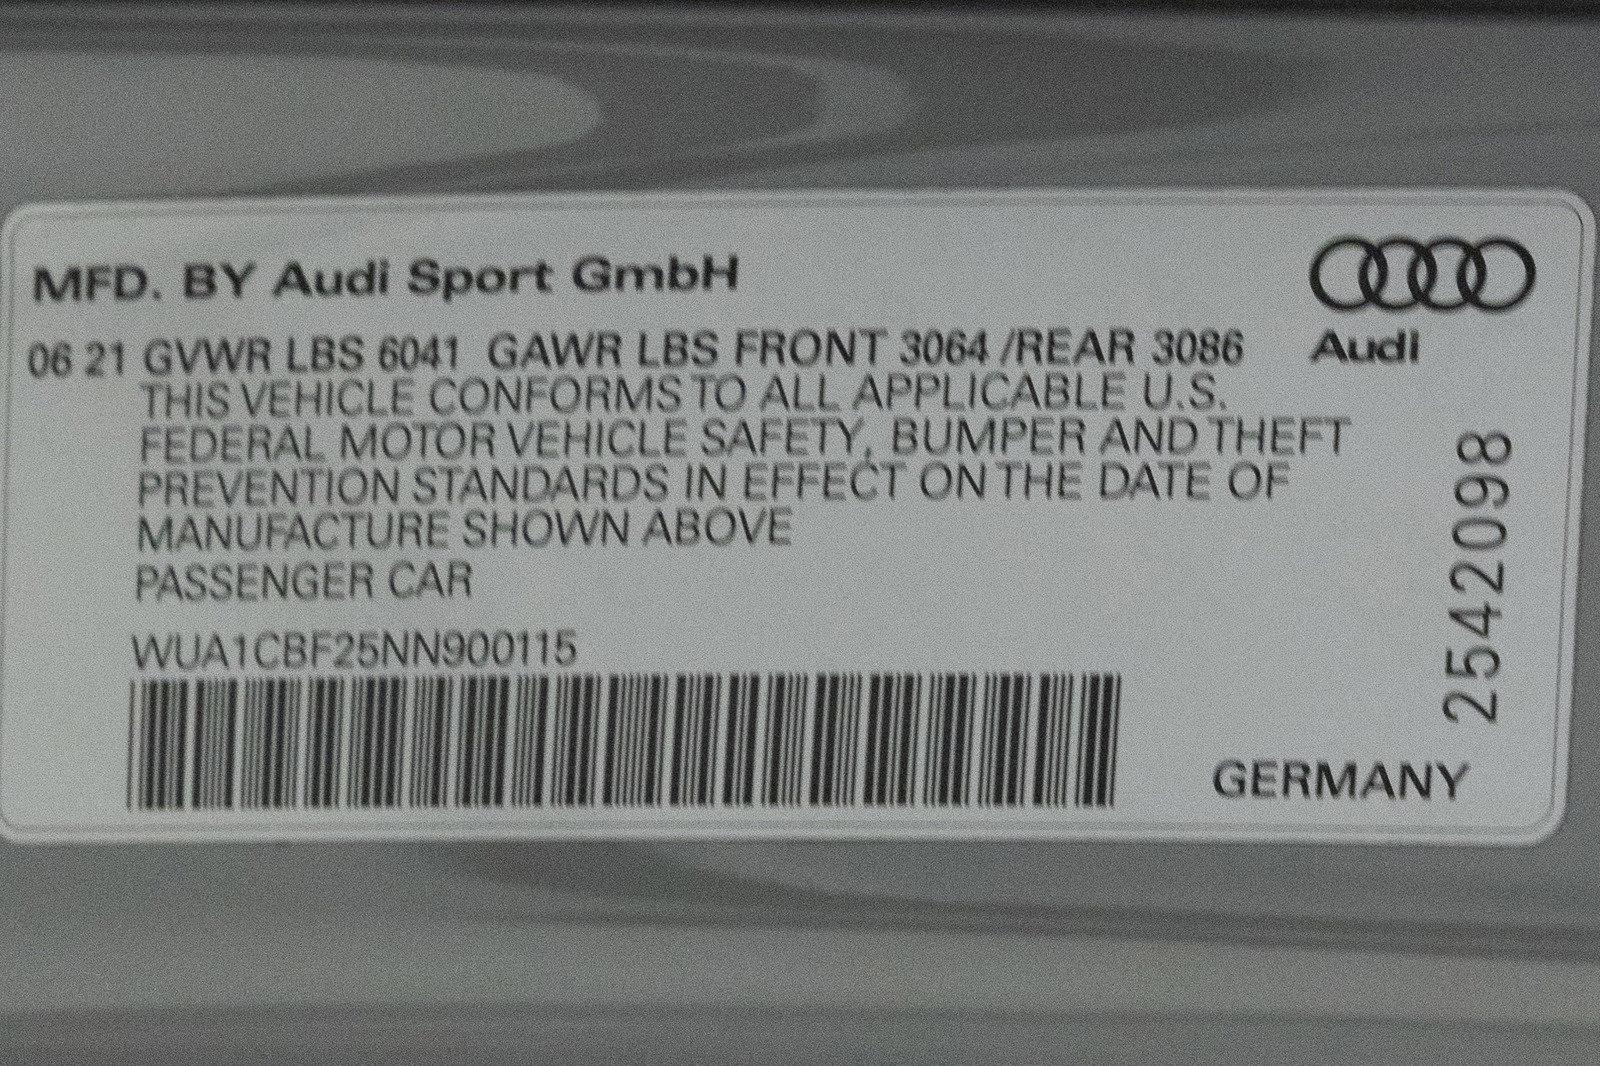 MFD. BY Audi Sport GmbH
06 21 GVWR LBS 6041 GAWR LBS FRONT 3064 /REAR 3086
Audi
THIS VEHICLE CONFORMS TO ALL APPLICABLE U.S.
FEDERAL MOTOR VEHICLE SAFETY, BUMPER AND THEFT
PREVENTION STANDARDS IN EFFECT ON THE DATE OF
MANUFACTURE SHOWN ABOVE
PASSENGER CAR
WUA1CBF25NN900115
2542098
GERMANY